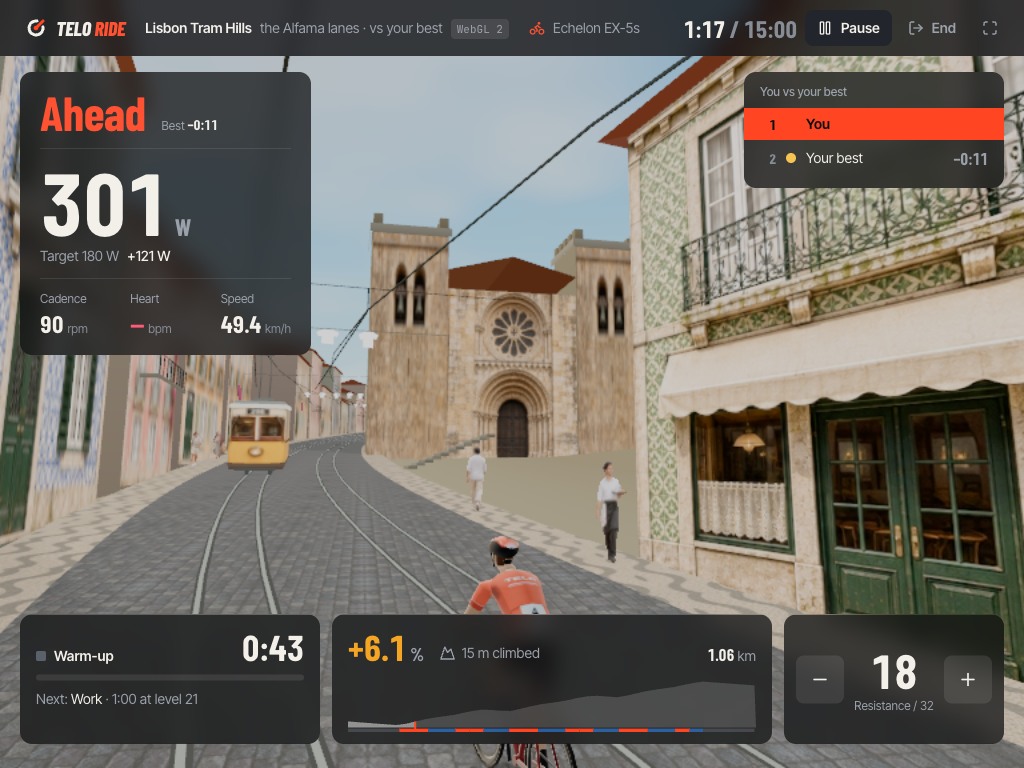 TELO RIDE
Lisbon Tram Hills the Alfama lanes · vs your best WebGL 2
Echelon EX-5s
1:17 / 15:00
Pause
End
Ahead Best −0:11
301 W
Target 180 W +121 W
Cadence Heart Speed
90 rpm — bpm 49.4 km/h
You vs your best
1 You
2 Your best −0:11
TELO
Warm-up 0:43
Next: Work · 1:00 at level 21
+6.1 % 15 m climbed 1.06 km
− 18 +
Resistance / 32